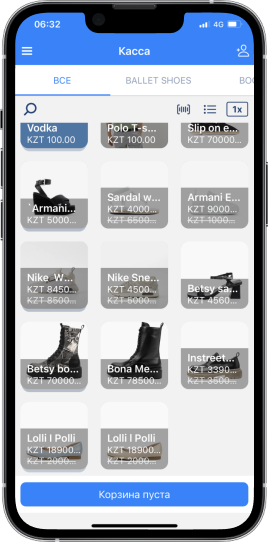 06:32 4G
Касса
ВСЕ BALLET SHOES BO
1x
Vodka Polo T-s... Slip on e...
KZT 100.00 KZT 100.00 KZT 70000...
Armani... Sandal w... Armani E...
KZT 5000... KZT 4000... KZT 9000...
KZT 6500... KZT 1000...
Nike W... Nike Sne... Betsy sa...
KZT 8450... KZT 4500... KZT 4560...
KZT 8500... KZT 5000...
Betsy bo... Bona Me... Instreet...
KZT 70000... KZT 78500... KZT 3390...
KZT 3500...
Lolli I Polli Lolli I Polli
KZT 18900... KZT 18900...
KZT 2000... KZT 2000...
Корзина пуста